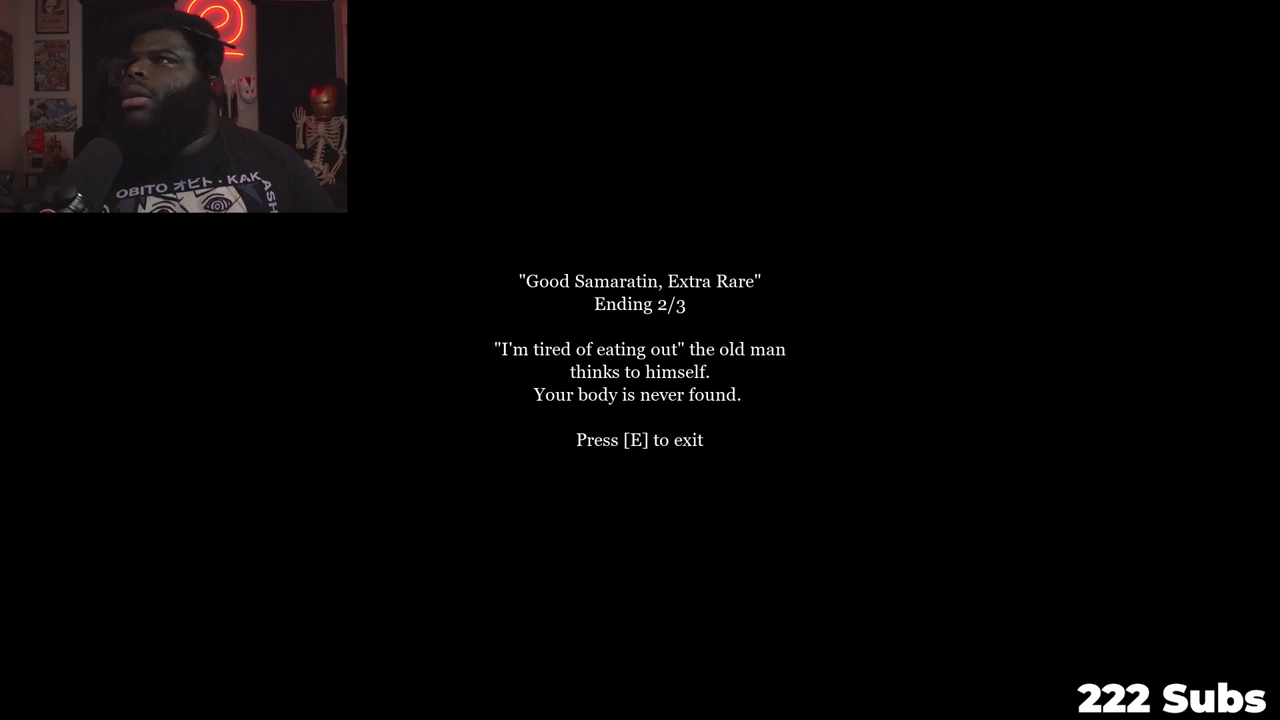 OBITO オビト・KAKASH
"Good Samaratin, Extra Rare"
Ending 2/3
"I'm tired of eating out" the old man
thinks to himself.
Your body is never found.
Press [E] to exit
222 Subs